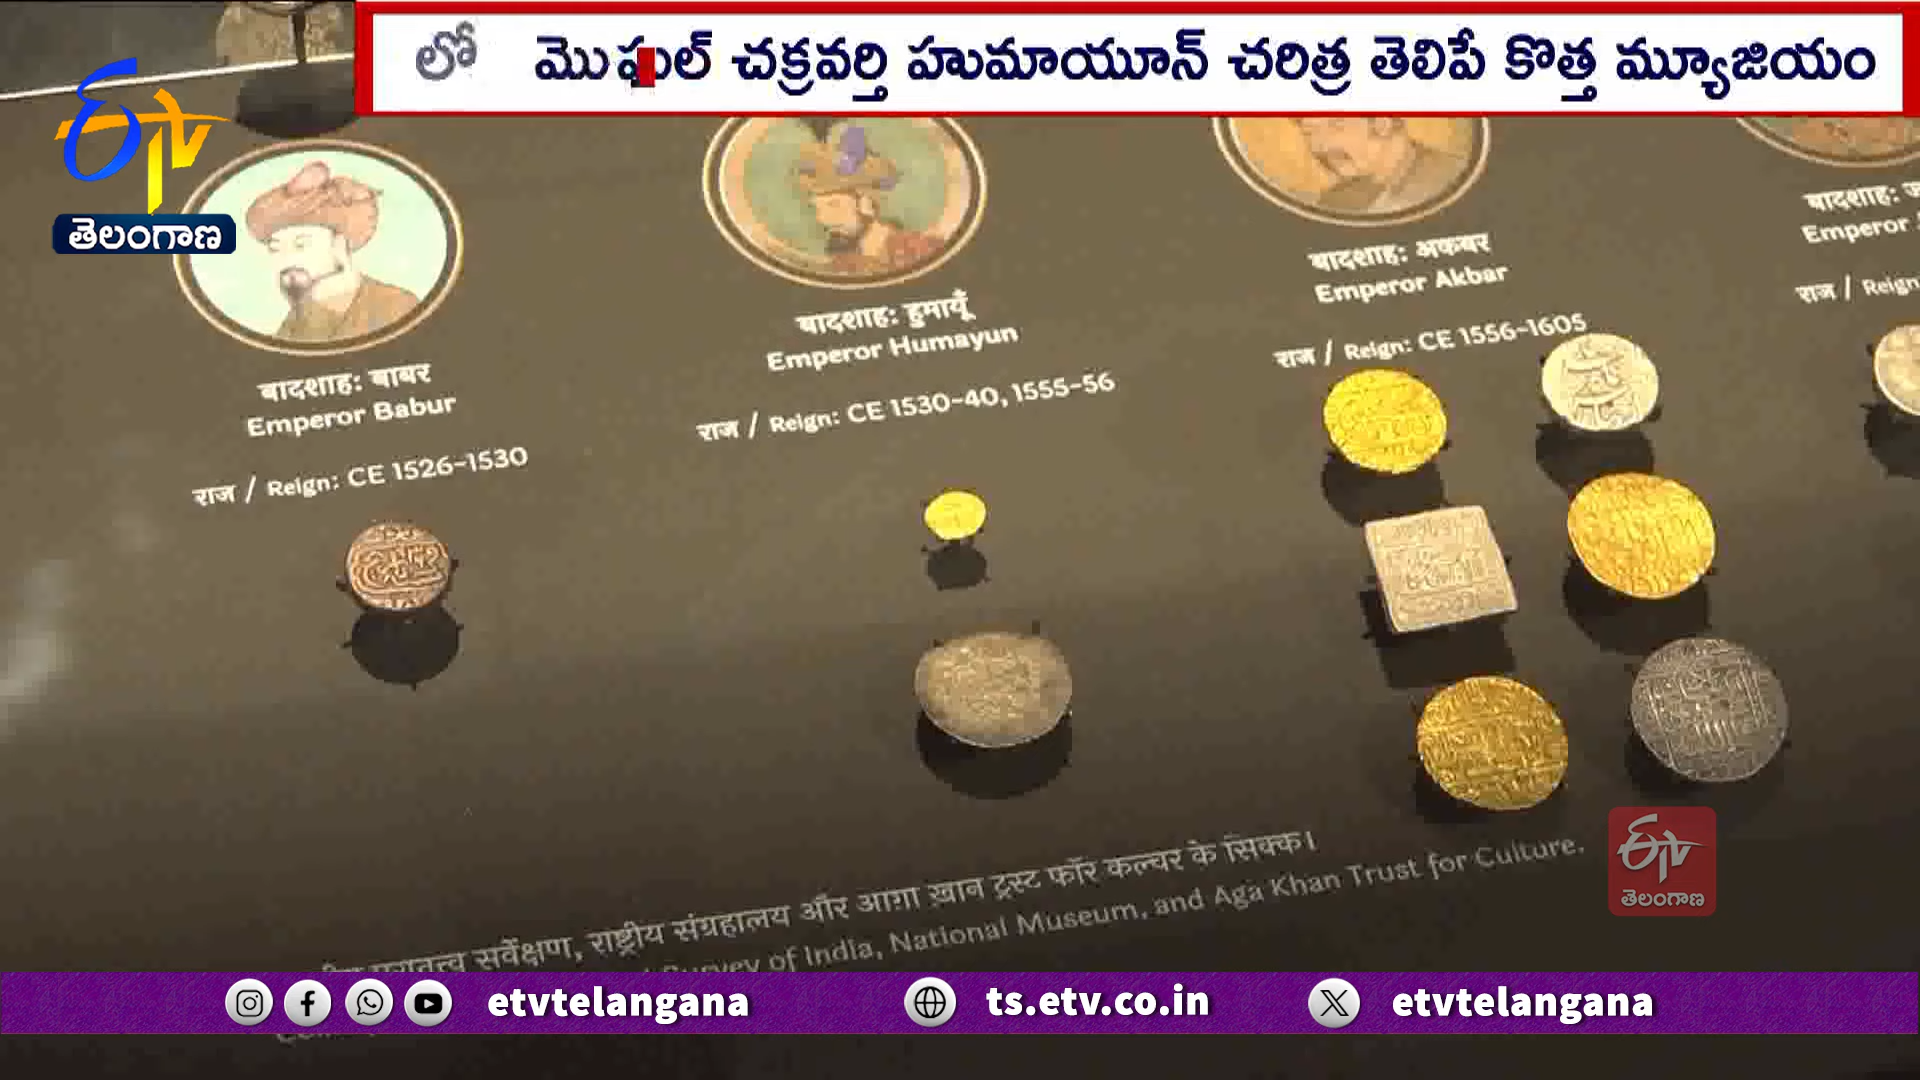 లో మొఘల్ చక్రవర్తి హుమాయూన్ చరిత్ర తెలిపే కొత్త మ్యూజియం
ETV
తెలంగాణ
बादशाह: बाबर
Emperor Babur
राज / Reign: CE 1526-1530
बादशाह: हुमायूँ
Emperor Humayun
राज / Reign: CE 1530-40, 1555-56
बादशाह: अकबर
Emperor Akbar
राज / Reign: CE 1556-1605
बादशाह:
Emperor
राज / Reign
सर्वेक्षण, राष्ट्रीय संग्रहालय और आग़ा ख़ान ट्रस्ट फॉर कल्चर के सिक्के।
Survey of India, National Museum, and Aga Khan Trust for Culture.
ETV
తెలంగాణ
etvtelangana
ts.etv.co.in
etvtelangana